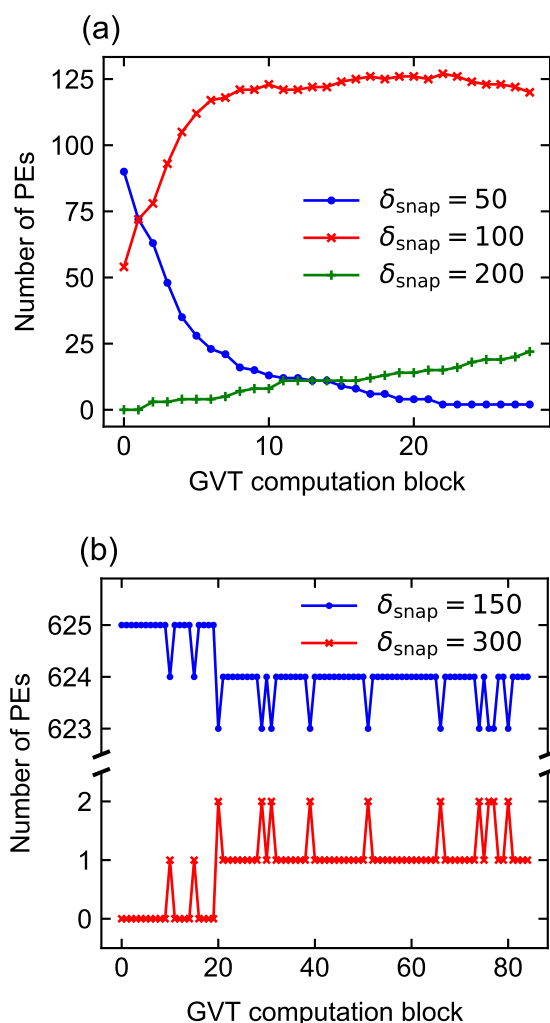 (a)
Number of PEs
125
100
75
50
25
0
δsnap = 50
δsnap = 100
δsnap = 200
0 10 20
GVT computation block
(b)
Number of PEs
625
624
623
2
1
0
δsnap = 150
δsnap = 300
0 20 40 60 80
GVT computation block